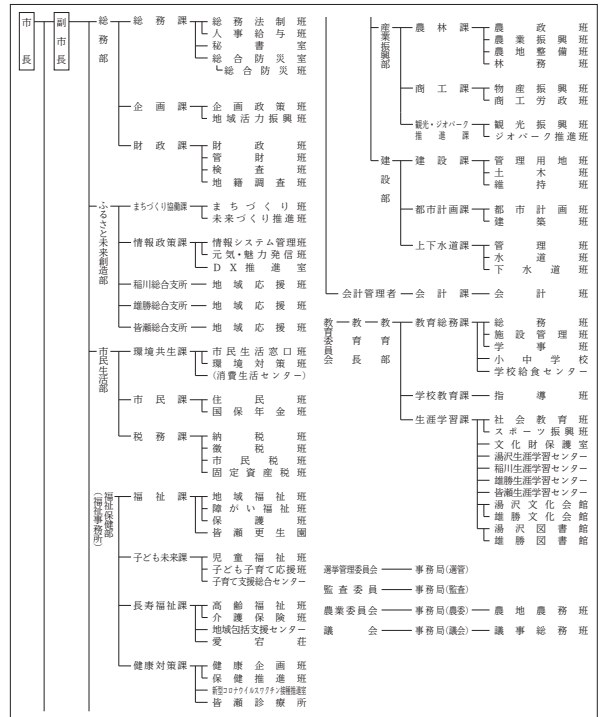 市長
副市長
総務部
総務課 総務法制班
人事給与班
秘書室
総合防災室
総合防災班
企画課 企画政策班
地域活力振興班
財政課 財政班
管財班
検査班
地籍調査班
ふるさと未来創造部
まちづくり協働課 まちづくり班
未来づくり推進班
情報政策課 情報システム管理班
元気・魅力発信班
DX推進室
稲川総合支所 地域応援班
雄勝総合支所 地域応援班
皆瀬総合支所 地域応援班
市民生活部
環境共生課 市民生活窓口班
環境対策班
(消費生活センター)
市民課 住民班
国保年金班
税務課 納税班
徴税班
市民税班
固定資産税班
福祉保健部
(福祉事務所)
福祉課 地域福祉班
障がい福祉班
保護班
皆瀬更生園
子ども未来課 児童福祉班
子ども子育て応援班
子育て支援総合センター
長寿福祉課 高齢福祉班
介護保険班
地域包括支援センター
愛宕荘
健康対策課 健康企画班
保健推進班
新型コロナウイルスワクチン接種推進室
皆瀬診療所
産業振興部
農林課 農政班
農業振興班
農地整備班
林務班
商工課 物産振興班
商工労政班
観光・ジオパーク推進課 観光振興班
ジオパーク推進班
建設部
建設課 管理用地班
土木班
維持班
都市計画課 都市計画班
建築班
上下水道課 管理班
水道班
下水道班
会計管理者 会計課 会計班
教育委員会
教育長
教育部
教育総務課 総務班
施設管理班
学事班
小中学校
学校給食センター
学校教育課 指導班
生涯学習課 社会教育班
スポーツ振興班
文化財保護室
湯沢生涯学習センター
稲川生涯学習センター
雄勝生涯学習センター
皆瀬生涯学習センター
湯沢文化会館
雄勝文化会館
湯沢図書館
雄勝図書館
選挙管理委員会 事務局(選管)
監査委員 事務局(監査)
農業委員会 事務局(農委) 農地農務班
議会 事務局(議会) 議事総務班